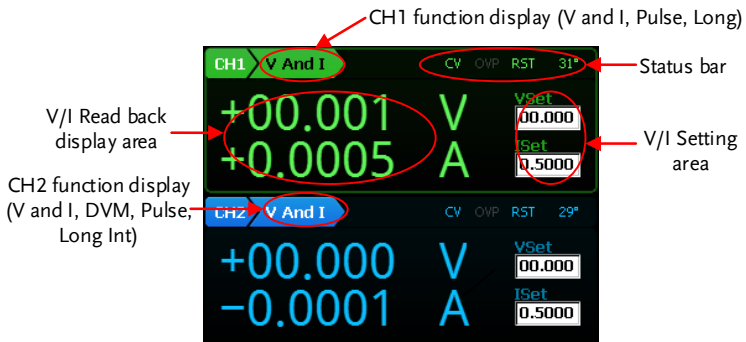 CH1 function display (V and I, Pulse, Long)
CH1 V And I CV OVP RST 31°
Status bar
+00.001 V
VSet
00.000
V/I Read back
display area
V/I Setting
area
+0.0005 A
ISet
0.5000
CH2 function display
(V and I, DVM, Pulse,
Long Int)
CH2 V And I CV OVP RST 29°
+00.000 V
VSet
00.000
−0.0001 A
ISet
0.5000